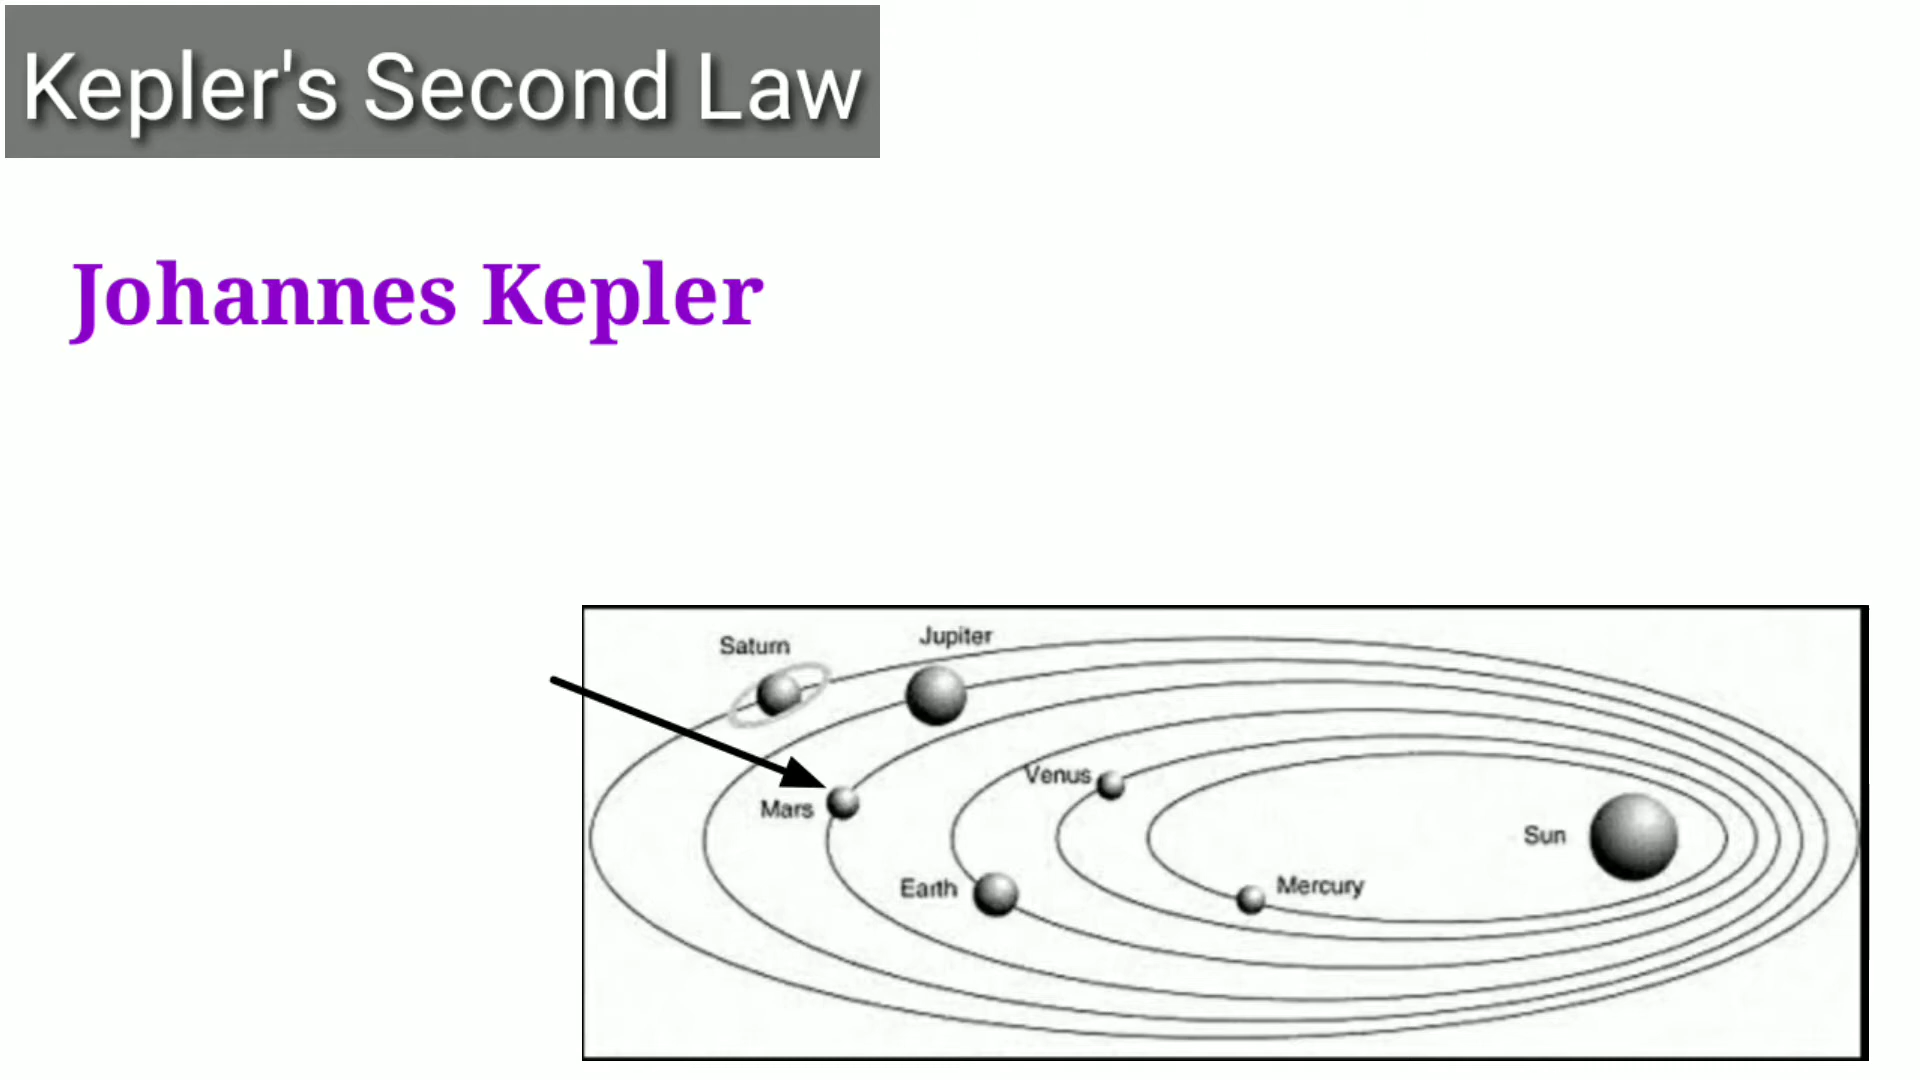 Kepler's Second Law
Johannes Kepler
Saturn
Jupiter
Venus
Mars
Sun
Earth
Mercury